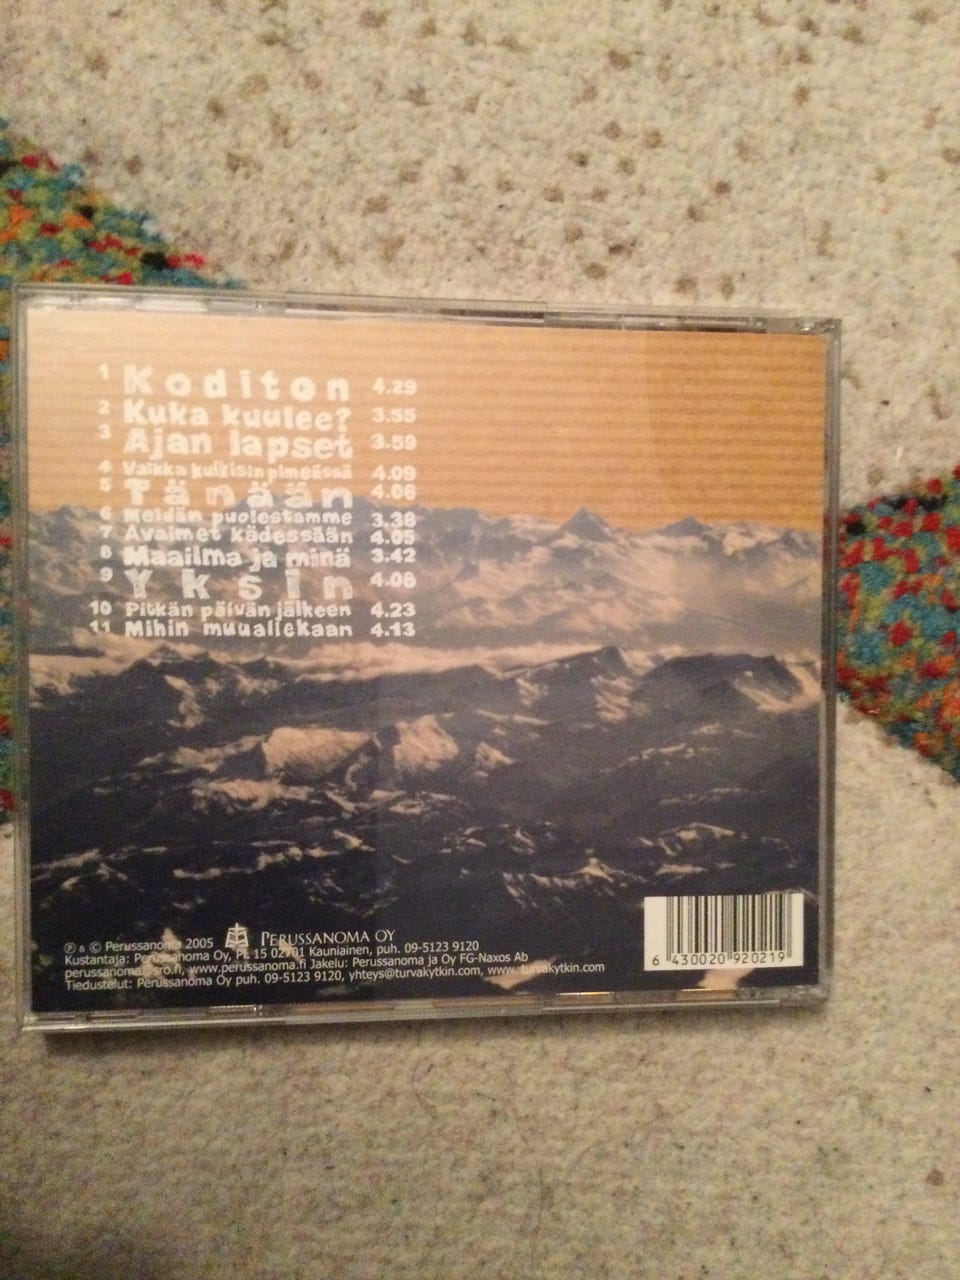 1 Koditon 4.29
2 Kuka kuulee? 3.55
3 Ajan lapset 3.59
4 Vaikka kulkisin pimeässä 4.09
5 Tänään 4.06
6 Meidän puolestamme 3.38
7 Avaimet kädessään 4.05
8 Maailma ja minä 3.42
9 Yksin 4.08
10 Pitkän päivän jälkeen 4.23
11 Mihin muuallekaan 4.13
℗ & © Perussanoma 2005 PERUSSANOMA OY
Kustantaja: Perussanoma Oy, PL 15 02701 Kauniainen, puh. 09-5123 9120
perussanoma@sro.fi, www.perussanoma.fi Jakelu: Perussanoma ja Oy FG-Naxos Ab
Tiedustelut: Perussanoma Oy puh. 09-5123 9120, yhteys@turvakytkin.com, www.turvakytkin.com
6 430020 920219